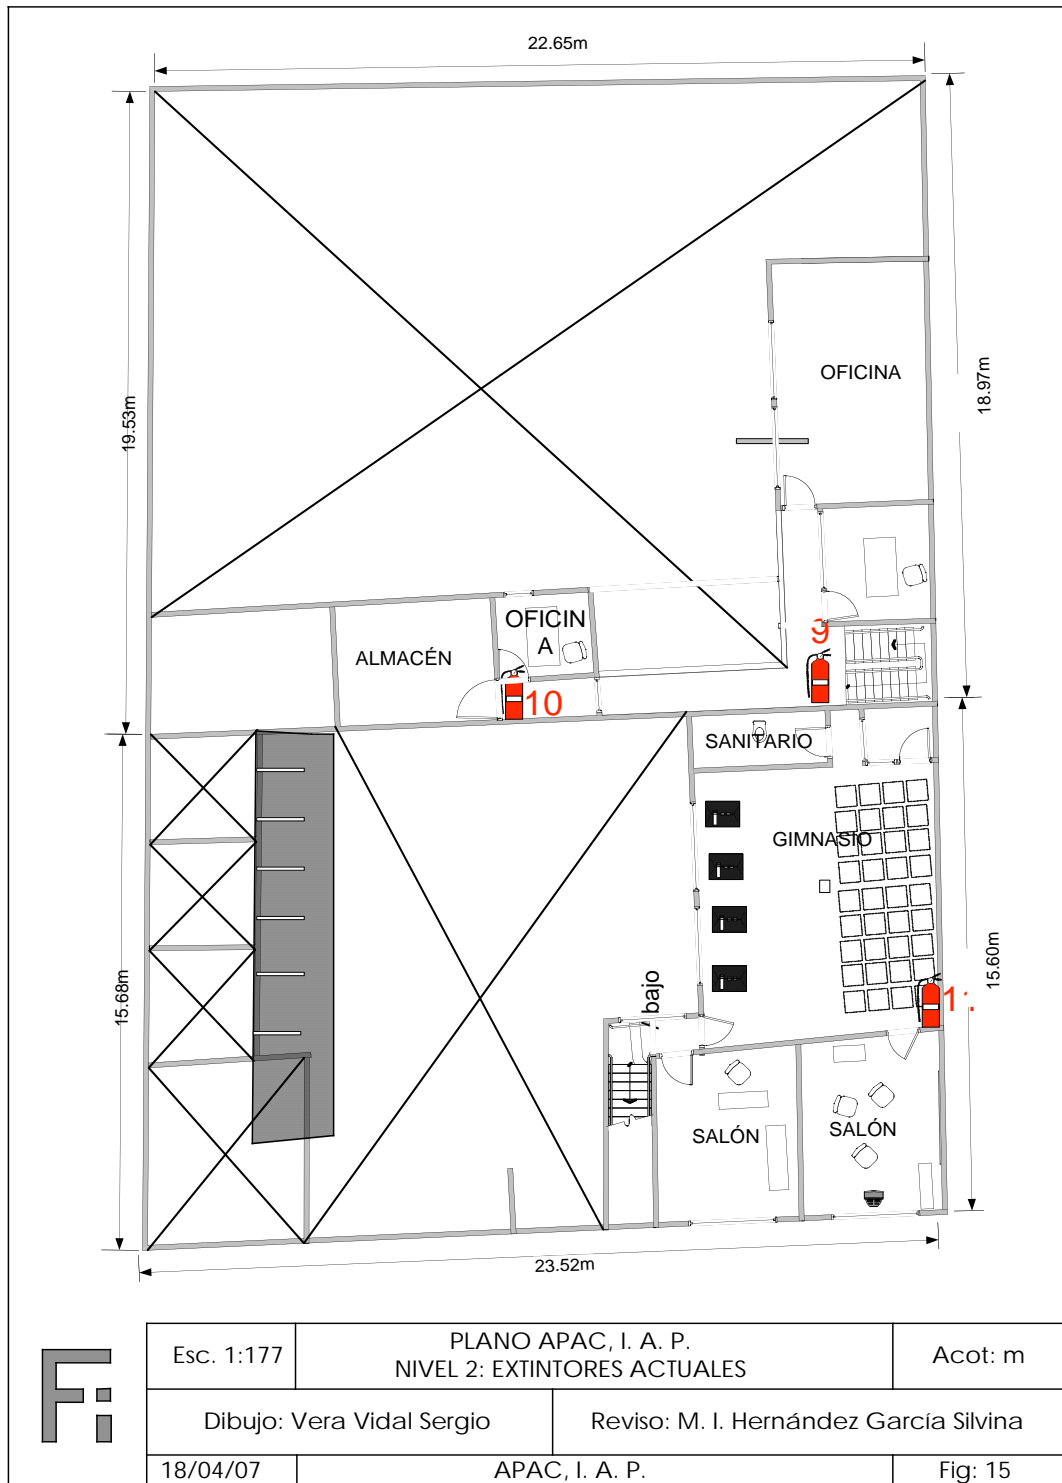 22.65m
19.53m
18.97m
OFICINA
OFICIN
A
ALMACÉN
9
10
SANITARIO
GIMNASIO
15.68m
15.60m
bajo
11
SALÓN
SALÓN
23.52m
Fi
Esc. 1:177
PLANO APAC, I. A. P.
NIVEL 2: EXTINTORES ACTUALES
Acot: m
Dibujo: Vera Vidal Sergio
Reviso: M. I. Hernández García Silvina
18/04/07
APAC, I. A. P.
Fig: 15